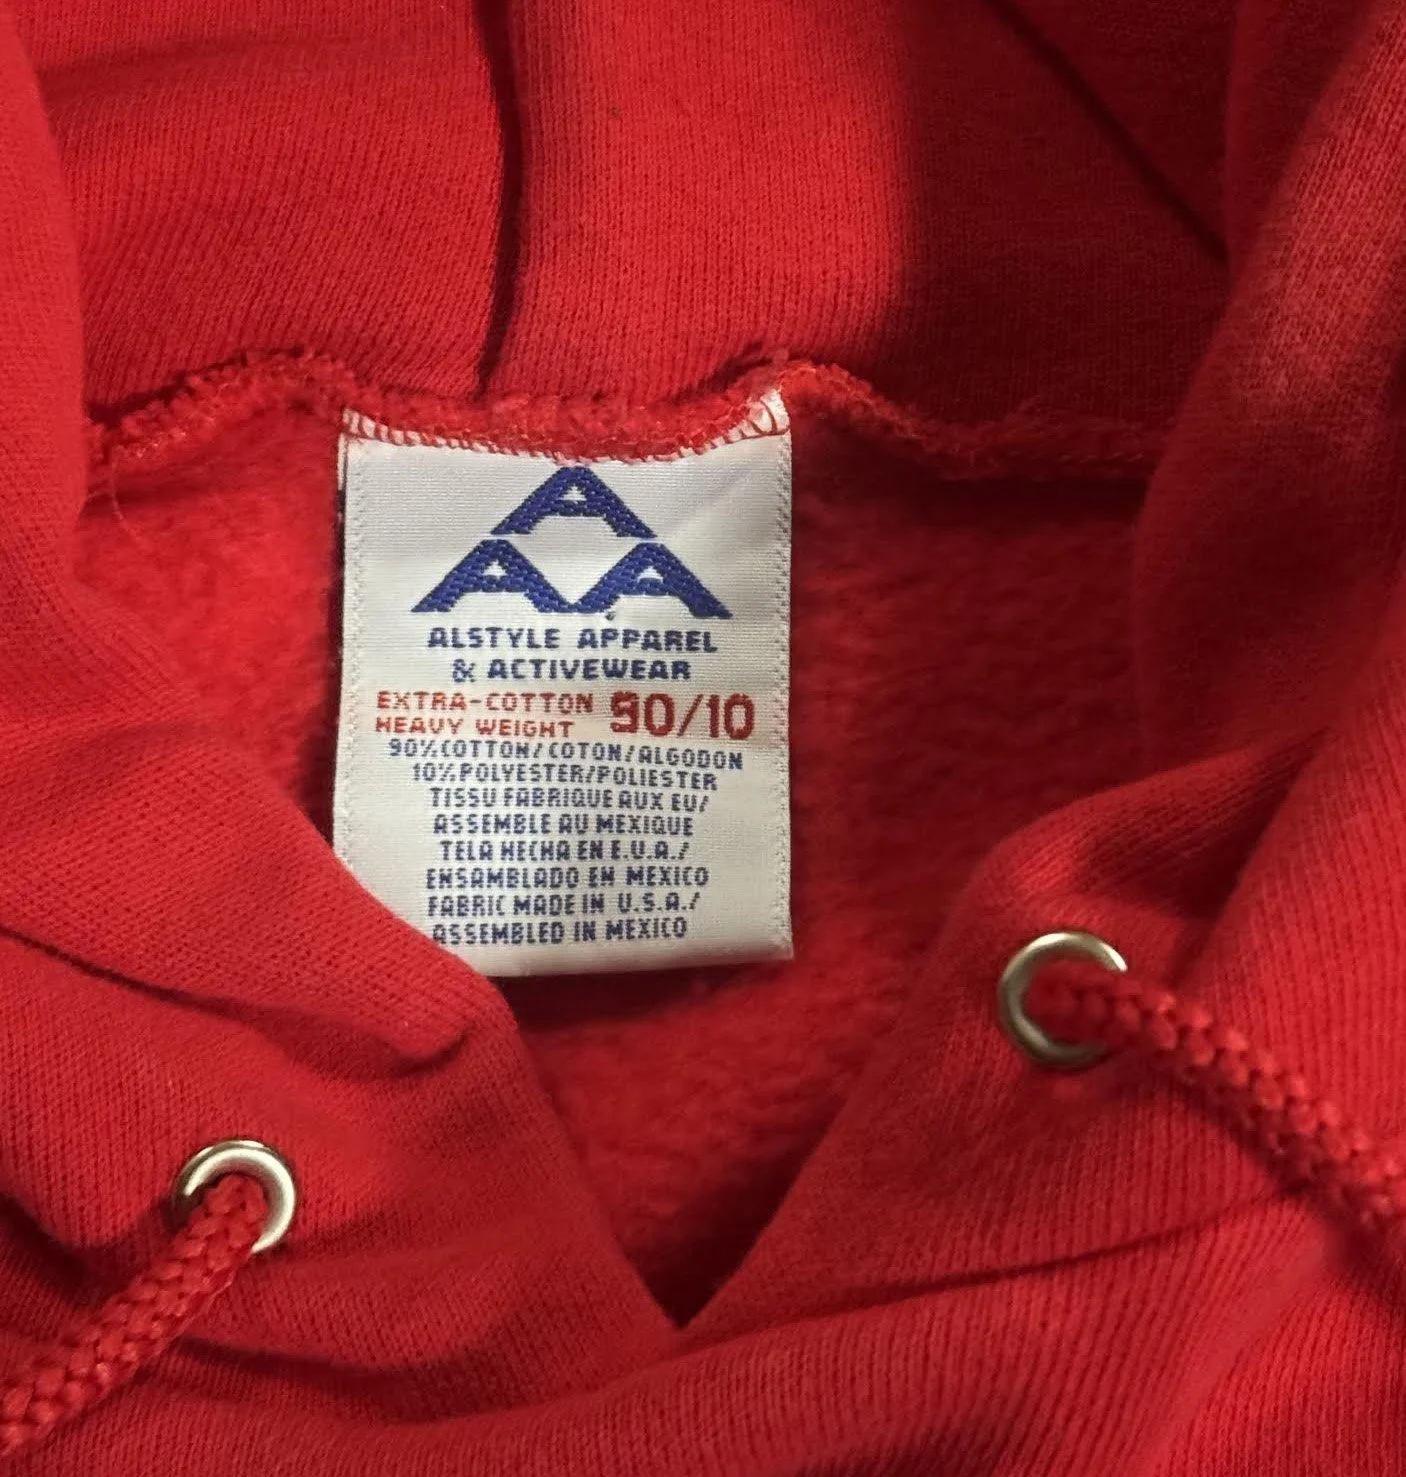 A
A A
ALSTYLE APPAREL
& ACTIVEWEAR
EXTRA-COTTON 90/10
HEAVY WEIGHT
90% COTTON/COTON/ALGODON
10% POLYESTER/POLIESTER
TISSU FABRIQUE AUX EU/
ASSEMBLE AU MEXIQUE
TELA HECHA EN E.U.A./
ENSAMBLADO EN MEXICO
FABRIC MADE IN U.S.A./
ASSEMBLED IN MEXICO